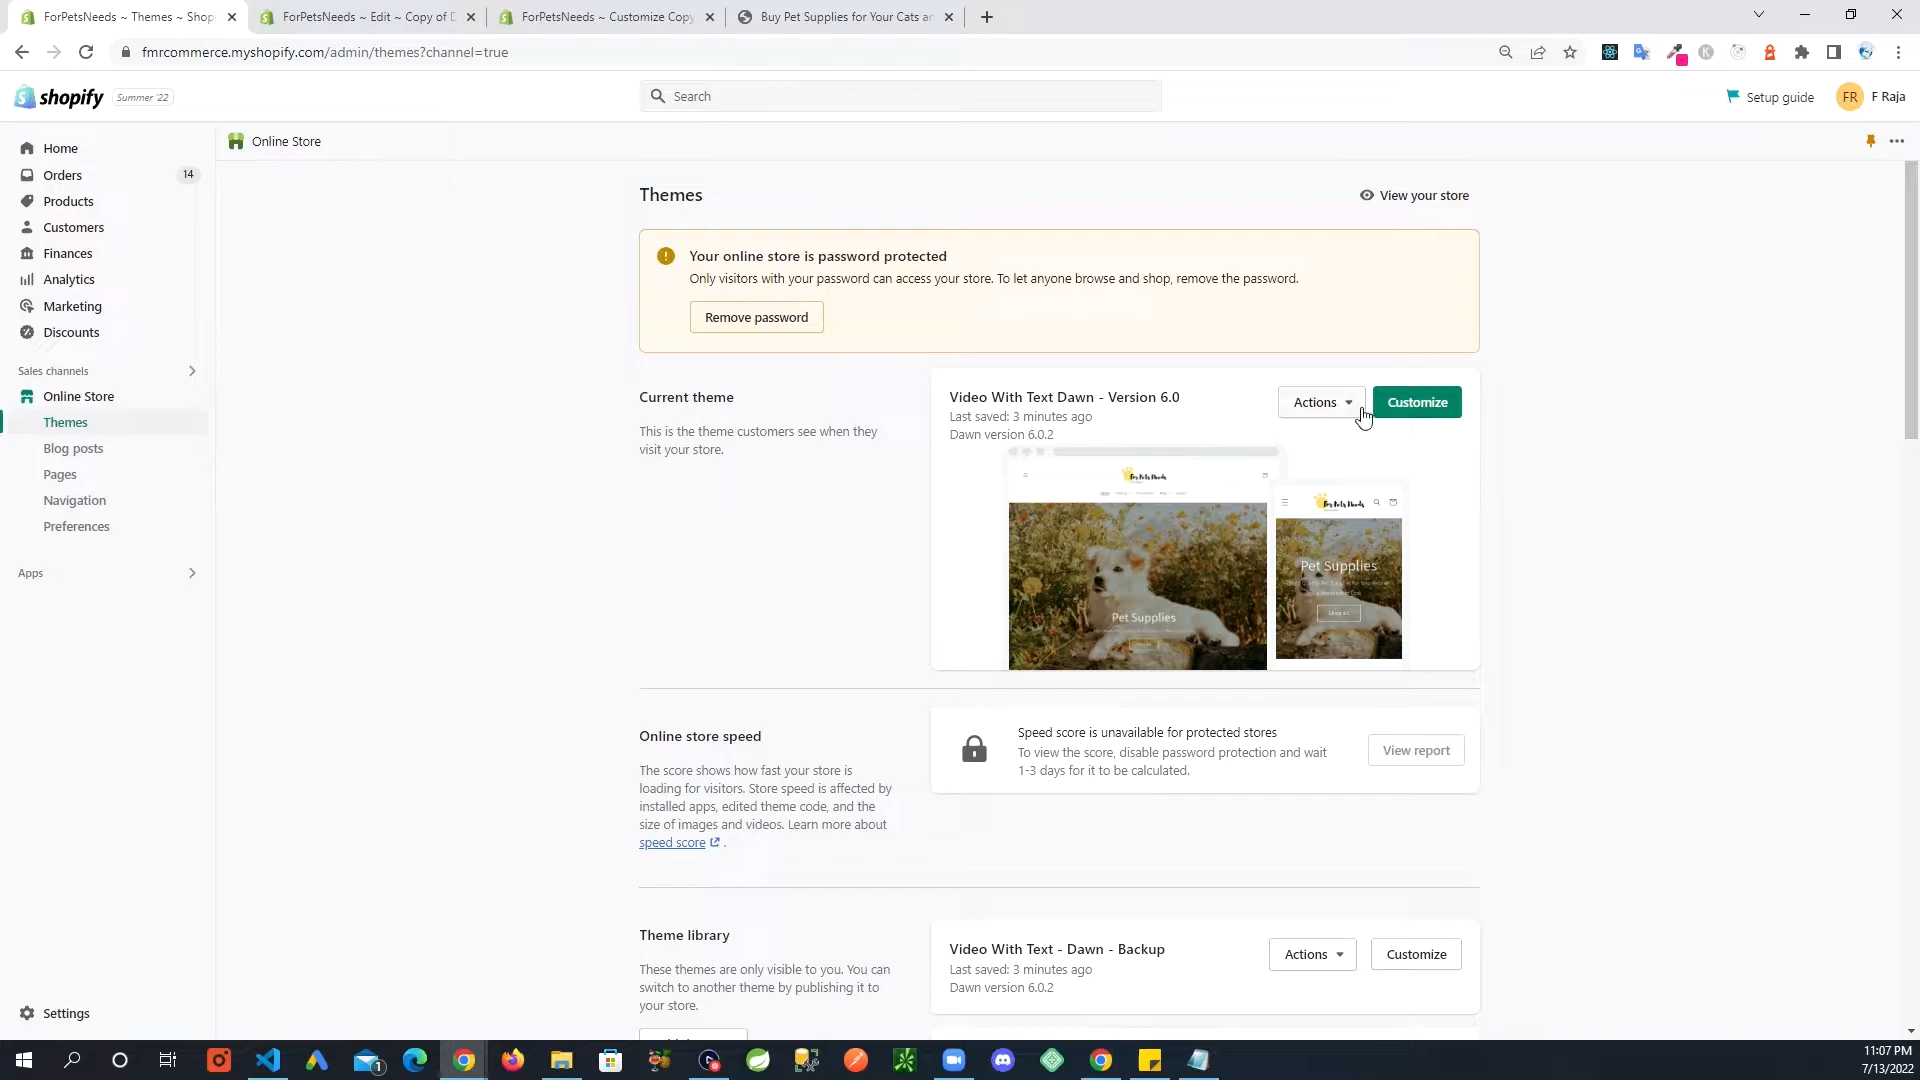 ForPetsNeeds ~ Themes ~ Shop
ForPetsNeeds ~ Edit ~ Copy of D
ForPetsNeeds ~ Customize Copy
Buy Pet Supplies for Your Cats an
fmrcommerce.myshopify.com/admin/themes?channel=true
shopify
Summer '22
Search
Setup guide
FR
F Raja
Home
Orders
14
Products
Customers
Finances
Analytics
Marketing
Discounts
Sales channels
Online Store
Themes
Blog posts
Pages
Navigation
Preferences
Apps
Settings
Online Store
Themes
View your store
Your online store is password protected
Only visitors with your password can access your store. To let anyone browse and shop, remove the password.
Remove password
Current theme
This is the theme customers see when they
visit your store.
Video With Text Dawn - Version 6.0
Last saved: 3 minutes ago
Dawn version 6.0.2
Actions
Customize
For Pets Needs
Pet Supplies
For Pets Needs
Pet Supplies
Shop all
Online store speed
The score shows how fast your store is
loading for visitors. Store speed is affected by
installed apps, edited theme code, and the
size of images and videos. Learn more about
speed score .
Speed score is unavailable for protected stores
To view the score, disable password protection and wait
1-3 days for it to be calculated.
View report
Theme library
These themes are only visible to you. You can
switch to another theme by publishing it to
your store.
Video With Text - Dawn - Backup
Last saved: 3 minutes ago
Dawn version 6.0.2
Actions
Customize
1
11:07 PM
7/13/2022